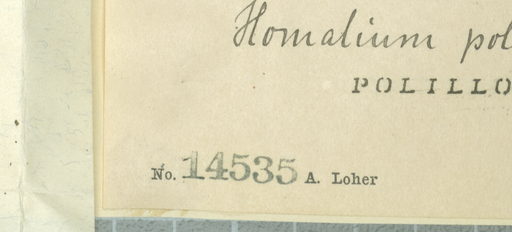 Homalium pol
POLILLO
No. 14535 A. Loher